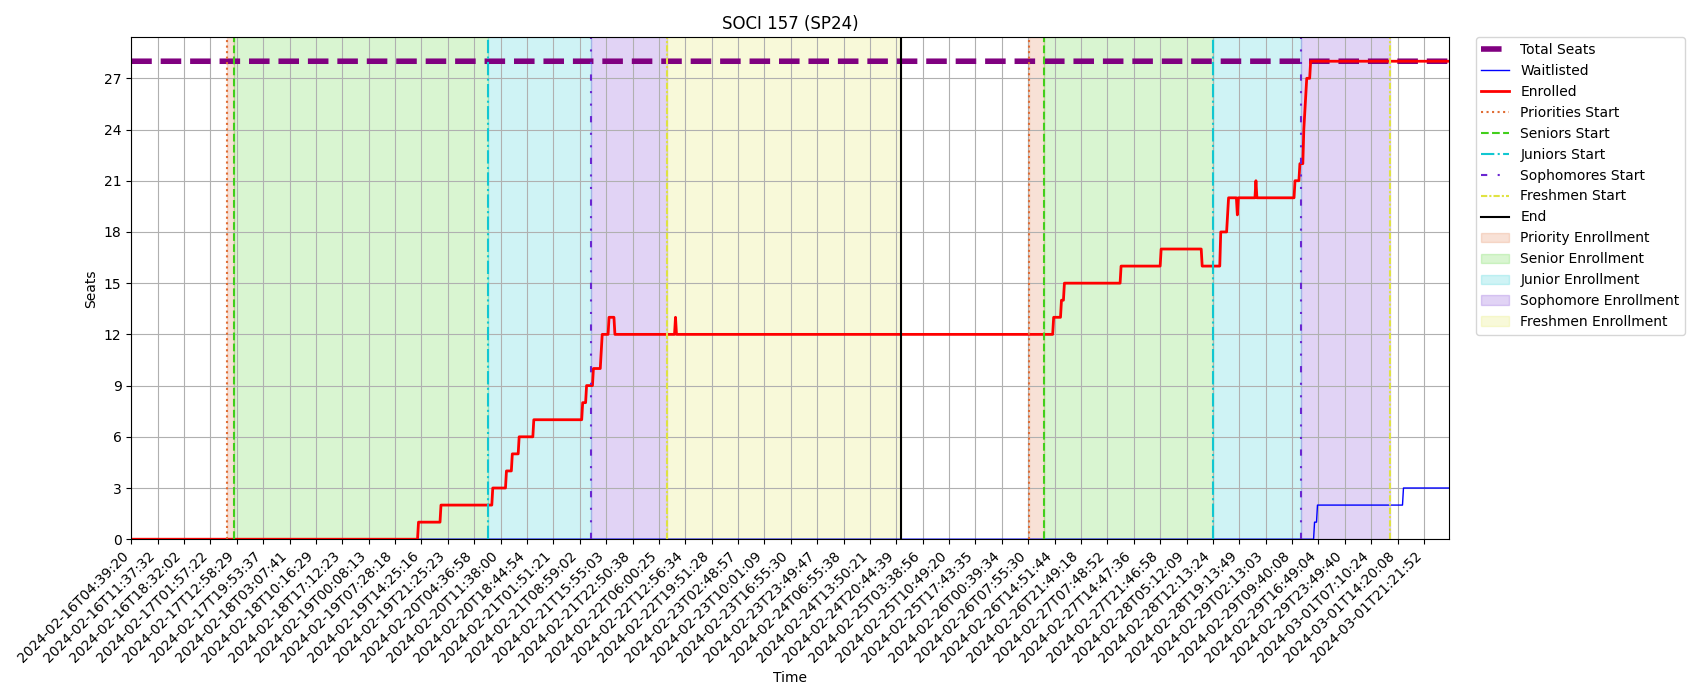 SOCI 157 (SP24)
Seats
27
24
21
18
15
12
9
6
3
0
2024-02-16T04:39:20
2024-02-16T11:37:32
2024-02-16T18:32:02
2024-02-17T01:57:22
2024-02-17T12:58:29
2024-02-17T19:53:37
2024-02-18T03:07:41
2024-02-18T10:16:29
2024-02-18T17:12:23
2024-02-19T00:08:13
2024-02-19T07:28:18
2024-02-19T14:25:16
2024-02-19T21:25:23
2024-02-20T04:36:58
2024-02-20T11:38:00
2024-02-20T18:44:54
2024-02-21T01:51:21
2024-02-21T08:59:02
2024-02-21T15:55:03
2024-02-21T22:50:38
2024-02-22T06:00:25
2024-02-22T12:56:34
2024-02-22T19:51:28
2024-02-23T02:48:57
2024-02-23T10:01:09
2024-02-23T16:55:30
2024-02-23T23:49:47
2024-02-24T06:55:38
2024-02-24T13:50:21
2024-02-24T20:44:39
2024-02-25T03:38:56
2024-02-25T10:49:20
2024-02-25T17:43:35
2024-02-26T00:39:34
2024-02-26T07:55:30
2024-02-26T14:51:44
2024-02-26T21:49:18
2024-02-27T07:48:52
2024-02-27T14:47:36
2024-02-27T21:46:58
2024-02-28T05:12:09
2024-02-28T12:13:24
2024-02-28T19:13:49
2024-02-29T02:13:03
2024-02-29T09:40:08
2024-02-29T16:49:04
2024-02-29T23:49:40
2024-03-01T07:10:24
2024-03-01T14:20:08
2024-03-01T21:21:52
Time
Total Seats
Waitlisted
Enrolled
Priorities Start
Seniors Start
Juniors Start
Sophomores Start
Freshmen Start
End
Priority Enrollment
Senior Enrollment
Junior Enrollment
Sophomore Enrollment
Freshmen Enrollment